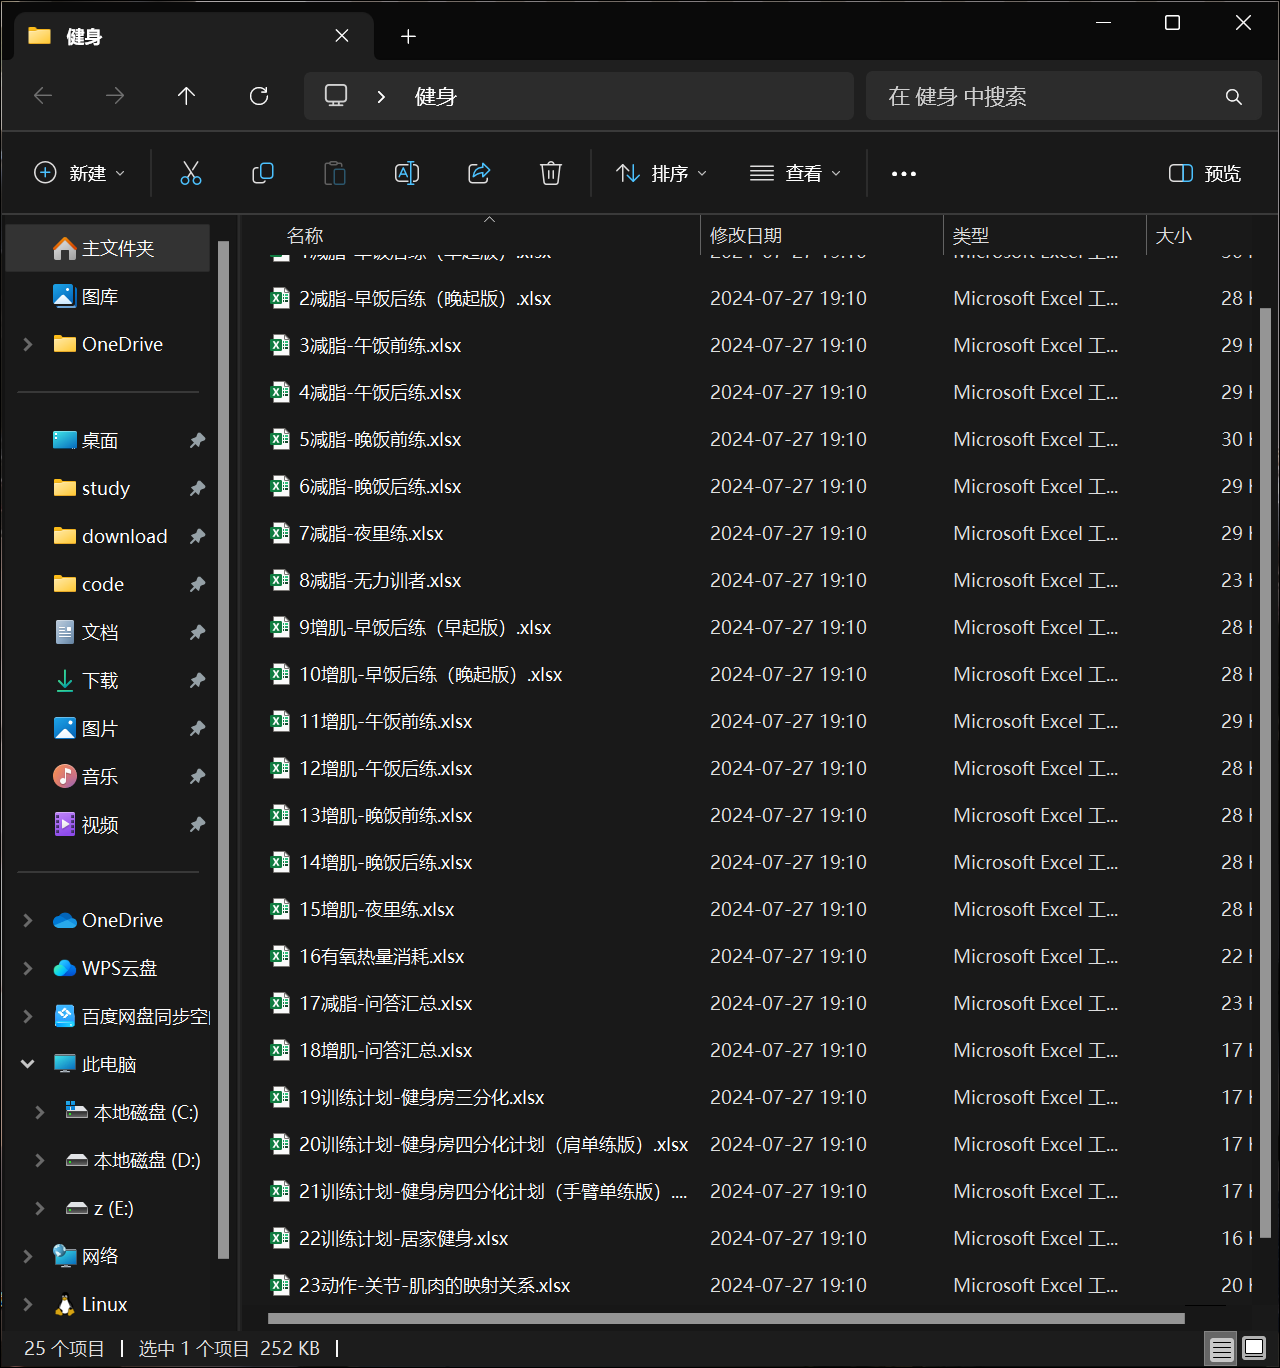 健身
健身
在 健身 中搜索
新建
排序
查看
预览
名称
修改日期
类型
大小
1减脂-早饭后练（早起版）.xlsx 2024-07-27 19:10 Microsoft Excel 工...
2减脂-早饭后练（晚起版）.xlsx 2024-07-27 19:10 Microsoft Excel 工... 28
3减脂-午饭前练.xlsx 2024-07-27 19:10 Microsoft Excel 工... 29
4减脂-午饭后练.xlsx 2024-07-27 19:10 Microsoft Excel 工... 29
5减脂-晚饭前练.xlsx 2024-07-27 19:10 Microsoft Excel 工... 30
6减脂-晚饭后练.xlsx 2024-07-27 19:10 Microsoft Excel 工... 29
7减脂-夜里练.xlsx 2024-07-27 19:10 Microsoft Excel 工... 29
8减脂-无力训者.xlsx 2024-07-27 19:10 Microsoft Excel 工... 23
9增肌-早饭后练（早起版）.xlsx 2024-07-27 19:10 Microsoft Excel 工... 28
10增肌-早饭后练（晚起版）.xlsx 2024-07-27 19:10 Microsoft Excel 工... 28
11增肌-午饭前练.xlsx 2024-07-27 19:10 Microsoft Excel 工... 29
12增肌-午饭后练.xlsx 2024-07-27 19:10 Microsoft Excel 工... 28
13增肌-晚饭前练.xlsx 2024-07-27 19:10 Microsoft Excel 工... 28
14增肌-晚饭后练.xlsx 2024-07-27 19:10 Microsoft Excel 工... 28
15增肌-夜里练.xlsx 2024-07-27 19:10 Microsoft Excel 工... 28
16有氧热量消耗.xlsx 2024-07-27 19:10 Microsoft Excel 工... 22
17减脂-问答汇总.xlsx 2024-07-27 19:10 Microsoft Excel 工... 23
18增肌-问答汇总.xlsx 2024-07-27 19:10 Microsoft Excel 工... 17
19训练计划-健身房三分化.xlsx 2024-07-27 19:10 Microsoft Excel 工... 17
20训练计划-健身房四分化计划（肩单练版）.xlsx 2024-07-27 19:10 Microsoft Excel 工... 17
21训练计划-健身房四分化计划（手臂单练版）.... 2024-07-27 19:10 Microsoft Excel 工... 17
22训练计划-居家健身.xlsx 2024-07-27 19:10 Microsoft Excel 工... 16
23动作-关节-肌肉的映射关系.xlsx 2024-07-27 19:10 Microsoft Excel 工... 20
主文件夹
图库
OneDrive
桌面
study
download
code
文档
下载
图片
音乐
视频
OneDrive
WPS云盘
百度网盘同步空
此电脑
本地磁盘 (C:)
本地磁盘 (D:)
z (E:)
网络
Linux
25 个项目 | 选中 1 个项目 252 KB |